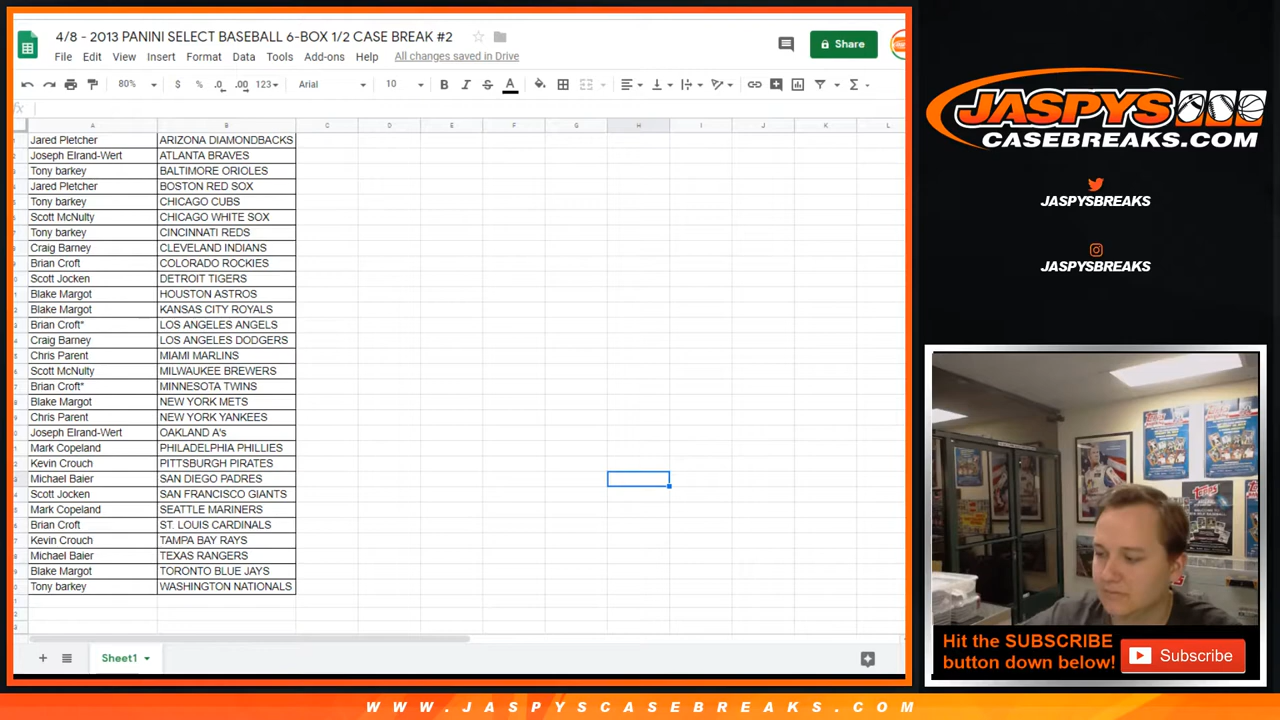 4/8 - 2013 PANINI SELECT BASEBALL 6-BOX 1/2 CASE BREAK #2
File Edit View Insert Format Data Tools Add-ons Help All changes saved in Drive
Share
80% $ % .0 .00 123 Arial 10 B I S A
fx
A B C D E F G H I J K L
Jared Pletcher ARIZONA DIAMONDBACKS
Joseph Elrand-Wert ATLANTA BRAVES
Tony barkey BALTIMORE ORIOLES
Jared Pletcher BOSTON RED SOX
Tony barkey CHICAGO CUBS
Scott McNulty CHICAGO WHITE SOX
Tony barkey CINCINNATI REDS
Craig Barney CLEVELAND INDIANS
Brian Croft COLORADO ROCKIES
Scott Jocken DETROIT TIGERS
Blake Margot HOUSTON ASTROS
Blake Margot KANSAS CITY ROYALS
Brian Croft* LOS ANGELES ANGELS
Craig Barney LOS ANGELES DODGERS
Chris Parent MIAMI MARLINS
Scott McNulty MILWAUKEE BREWERS
Brian Croft* MINNESOTA TWINS
Blake Margot NEW YORK METS
Chris Parent NEW YORK YANKEES
Joseph Elrand-Wert OAKLAND A's
Mark Copeland PHILADELPHIA PHILLIES
Kevin Crouch PITTSBURGH PIRATES
Michael Baier SAN DIEGO PADRES
Scott Jocken SAN FRANCISCO GIANTS
Mark Copeland SEATTLE MARINERS
Brian Croft ST. LOUIS CARDINALS
Kevin Crouch TAMPA BAY RAYS
Michael Baier TEXAS RANGERS
Blake Margot TORONTO BLUE JAYS
Tony barkey WASHINGTON NATIONALS
Sheet1
JASPYS
CASEBREAKS.COM
JASPYSBREAKS
JASPYSBREAKS
Topps
Hit the SUBSCRIBE
button down below!
Subscribe
WWW.JASPYSCASEBREAKS.COM